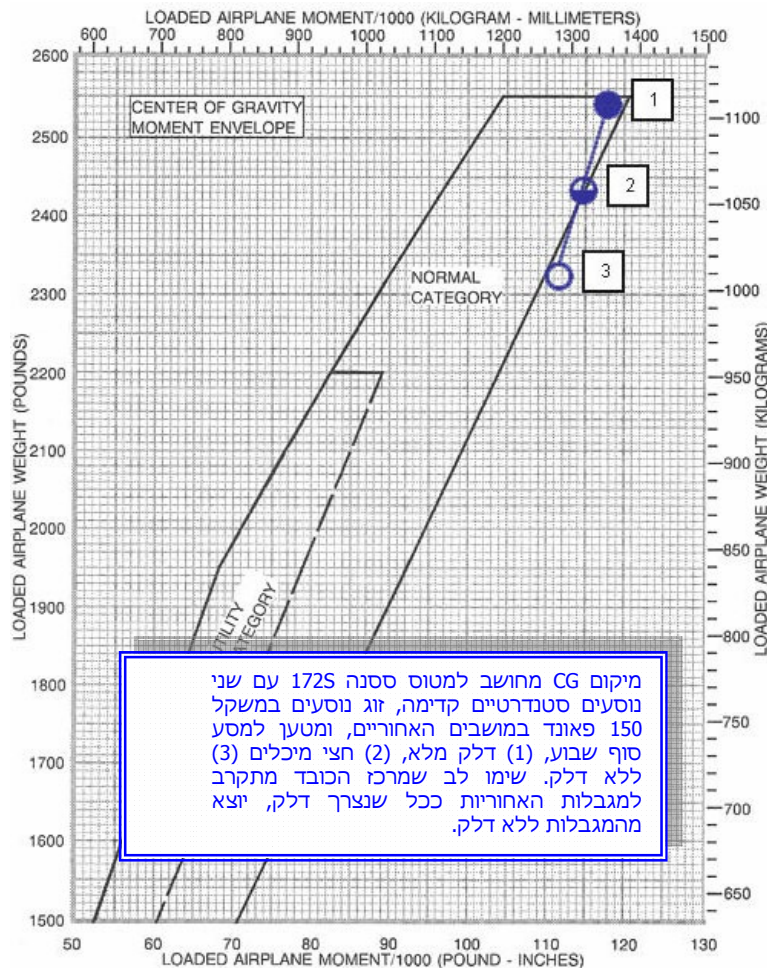 LOADED AIRPLANE MOMENT/1000 (KILOGRAM - MILLIMETERS)
600 700 800 900 1000 1100 1200 1300 1400 1500
2600
2500
2400
2300
2200
2100
2000
1900
1800
1700
1600
1500
LOADED AIRPLANE WEIGHT (POUNDS)
CENTER OF GRAVITY
MOMENT ENVELOPE
1
2
3
NORMAL
CATEGORY
UTILITY
CATEGORY
1100
1050
1000
950
900
850
800
750
700
650
LOADED AIRPLANE WEIGHT (KILOGRAMS)
מיקום CG מחושב למטוס ססנה 172S עם שני
נוסעים סטנדרטיים קדימה, זוג נוסעים במשקל
150 פאונד במושבים האחוריים, ומטען למסע
סוף שבוע, (1) דלק מלא, (2) חצי מיכלים (3)
ללא דלק. שימו לב שמרכז הכובד מתקרב
למגבלות האחוריות ככל שנצרך דלק, יוצא
מהמגבלות ללא דלק.
50 60 70 80 90 100 110 120 130
LOADED AIRPLANE MOMENT/1000 (POUND - INCHES)